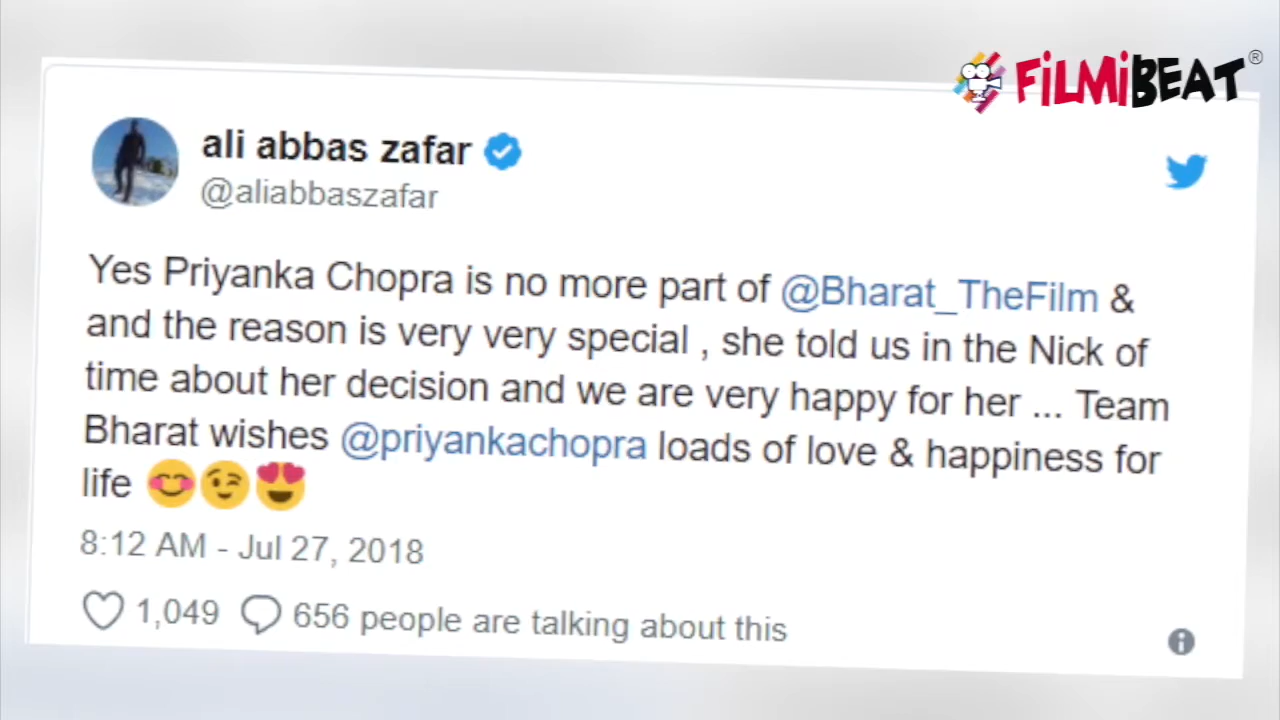 FiLMiBEAT®
ali abbas zafar
@aliabbaszafar
Yes Priyanka Chopra is no more part of @Bharat_TheFilm &
and the reason is very very special , she told us in the Nick of
time about her decision and we are very happy for her ... Team
Bharat wishes @priyankachopra loads of love & happiness for
life 😊😉😍
8:12 AM - Jul 27, 2018
1,049 656 people are talking about this